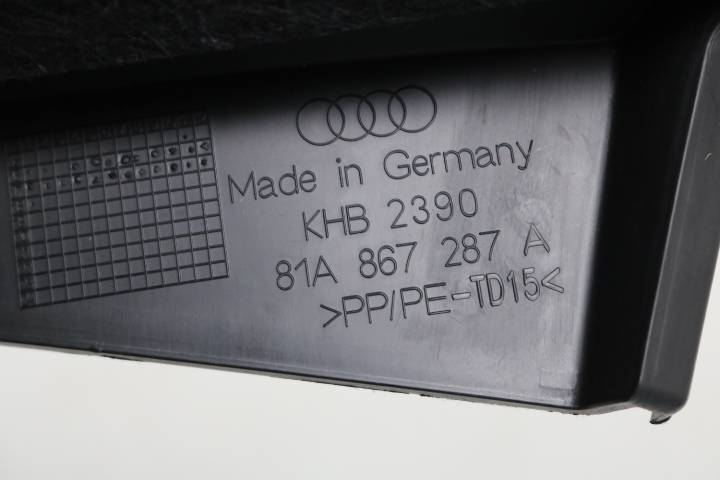 Made in Germany
KHB 2390
81A 867 287 A
>PP/PE-TD15<